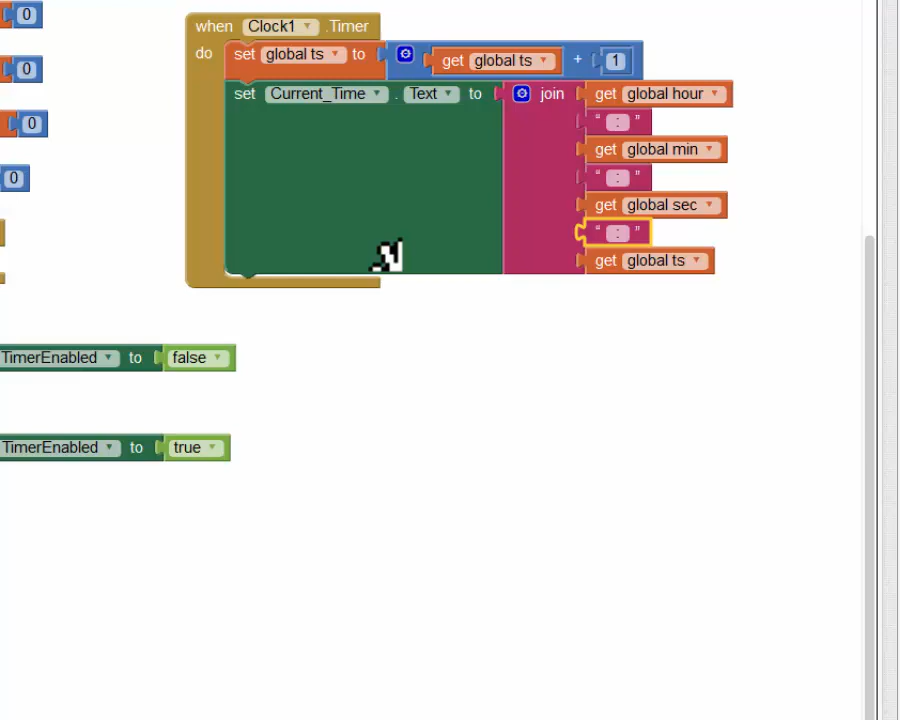 0
when Clock1 .Timer
do set global ts to get global ts + 1
0
set Current_Time . Text to join get global hour
“ : ”
0
get global min
“ : ”
0
get global sec
“ : ”
get global ts
TimerEnabled to false
TimerEnabled to true